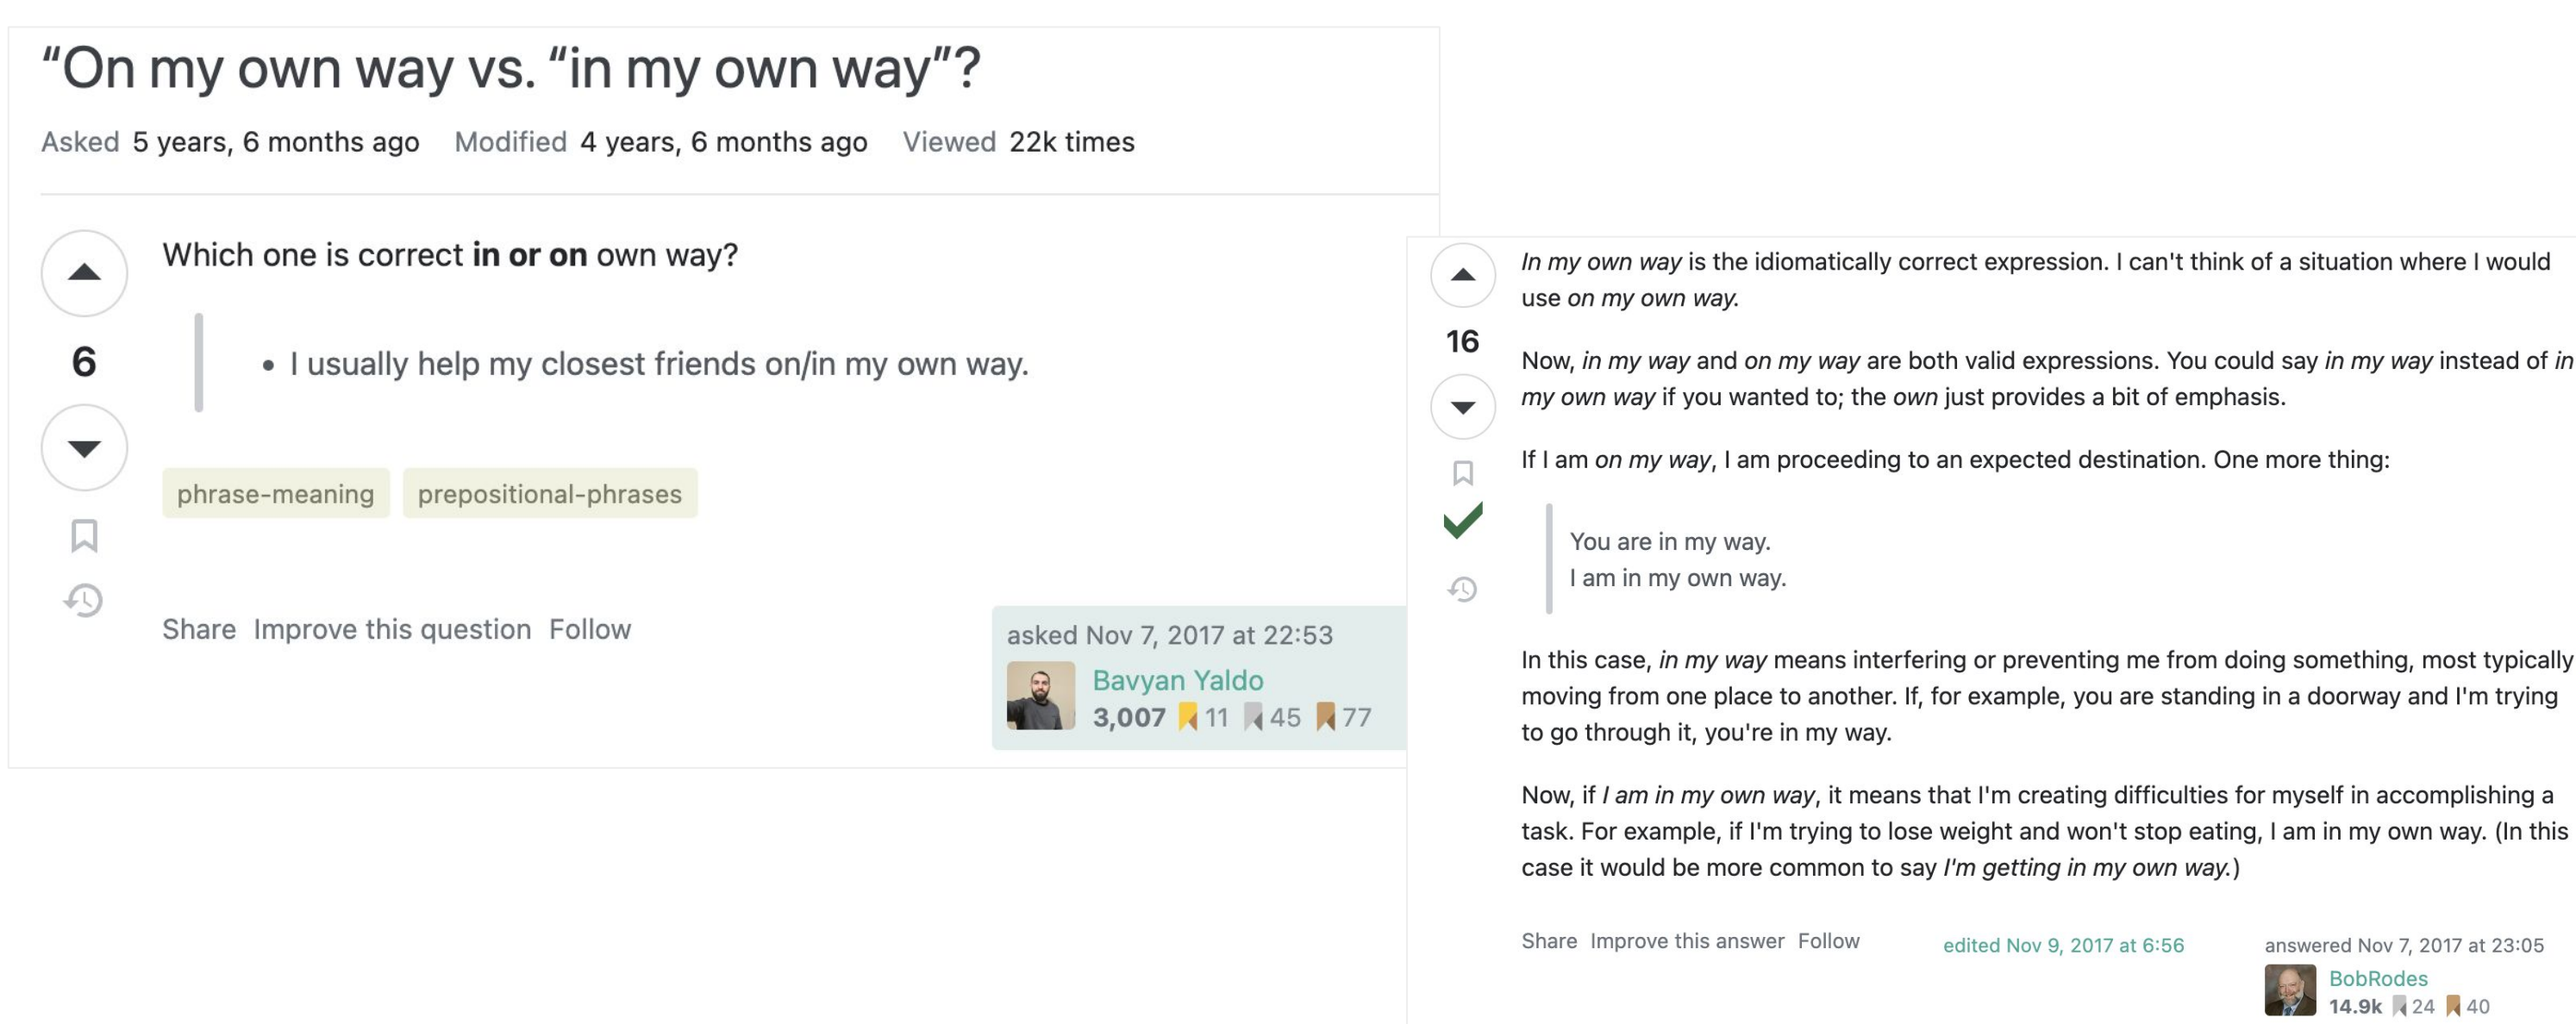 “On my own way vs. “in my own way”?
Asked 5 years, 6 months ago Modified 4 years, 6 months ago Viewed 22k times
Which one is correct in or on own way?
6
• I usually help my closest friends on/in my own way.
phrase-meaning prepositional-phrases
Share Improve this question Follow
asked Nov 7, 2017 at 22:53
Bavyan Yaldo
3,007 11 45 77
In my own way is the idiomatically correct expression. I can't think of a situation where I would
use on my own way.
16
Now, in my way and on my way are both valid expressions. You could say in my way instead of in
my own way if you wanted to; the own just provides a bit of emphasis.
If I am on my way, I am proceeding to an expected destination. One more thing:
You are in my way.
I am in my own way.
In this case, in my way means interfering or preventing me from doing something, most typically
moving from one place to another. If, for example, you are standing in a doorway and I'm trying
to go through it, you're in my way.
Now, if I am in my own way, it means that I'm creating difficulties for myself in accomplishing a
task. For example, if I'm trying to lose weight and won't stop eating, I am in my own way. (In this
case it would be more common to say I'm getting in my own way.)
Share Improve this answer Follow
edited Nov 9, 2017 at 6:56
answered Nov 7, 2017 at 23:05
BobRodes
14.9k 24 40